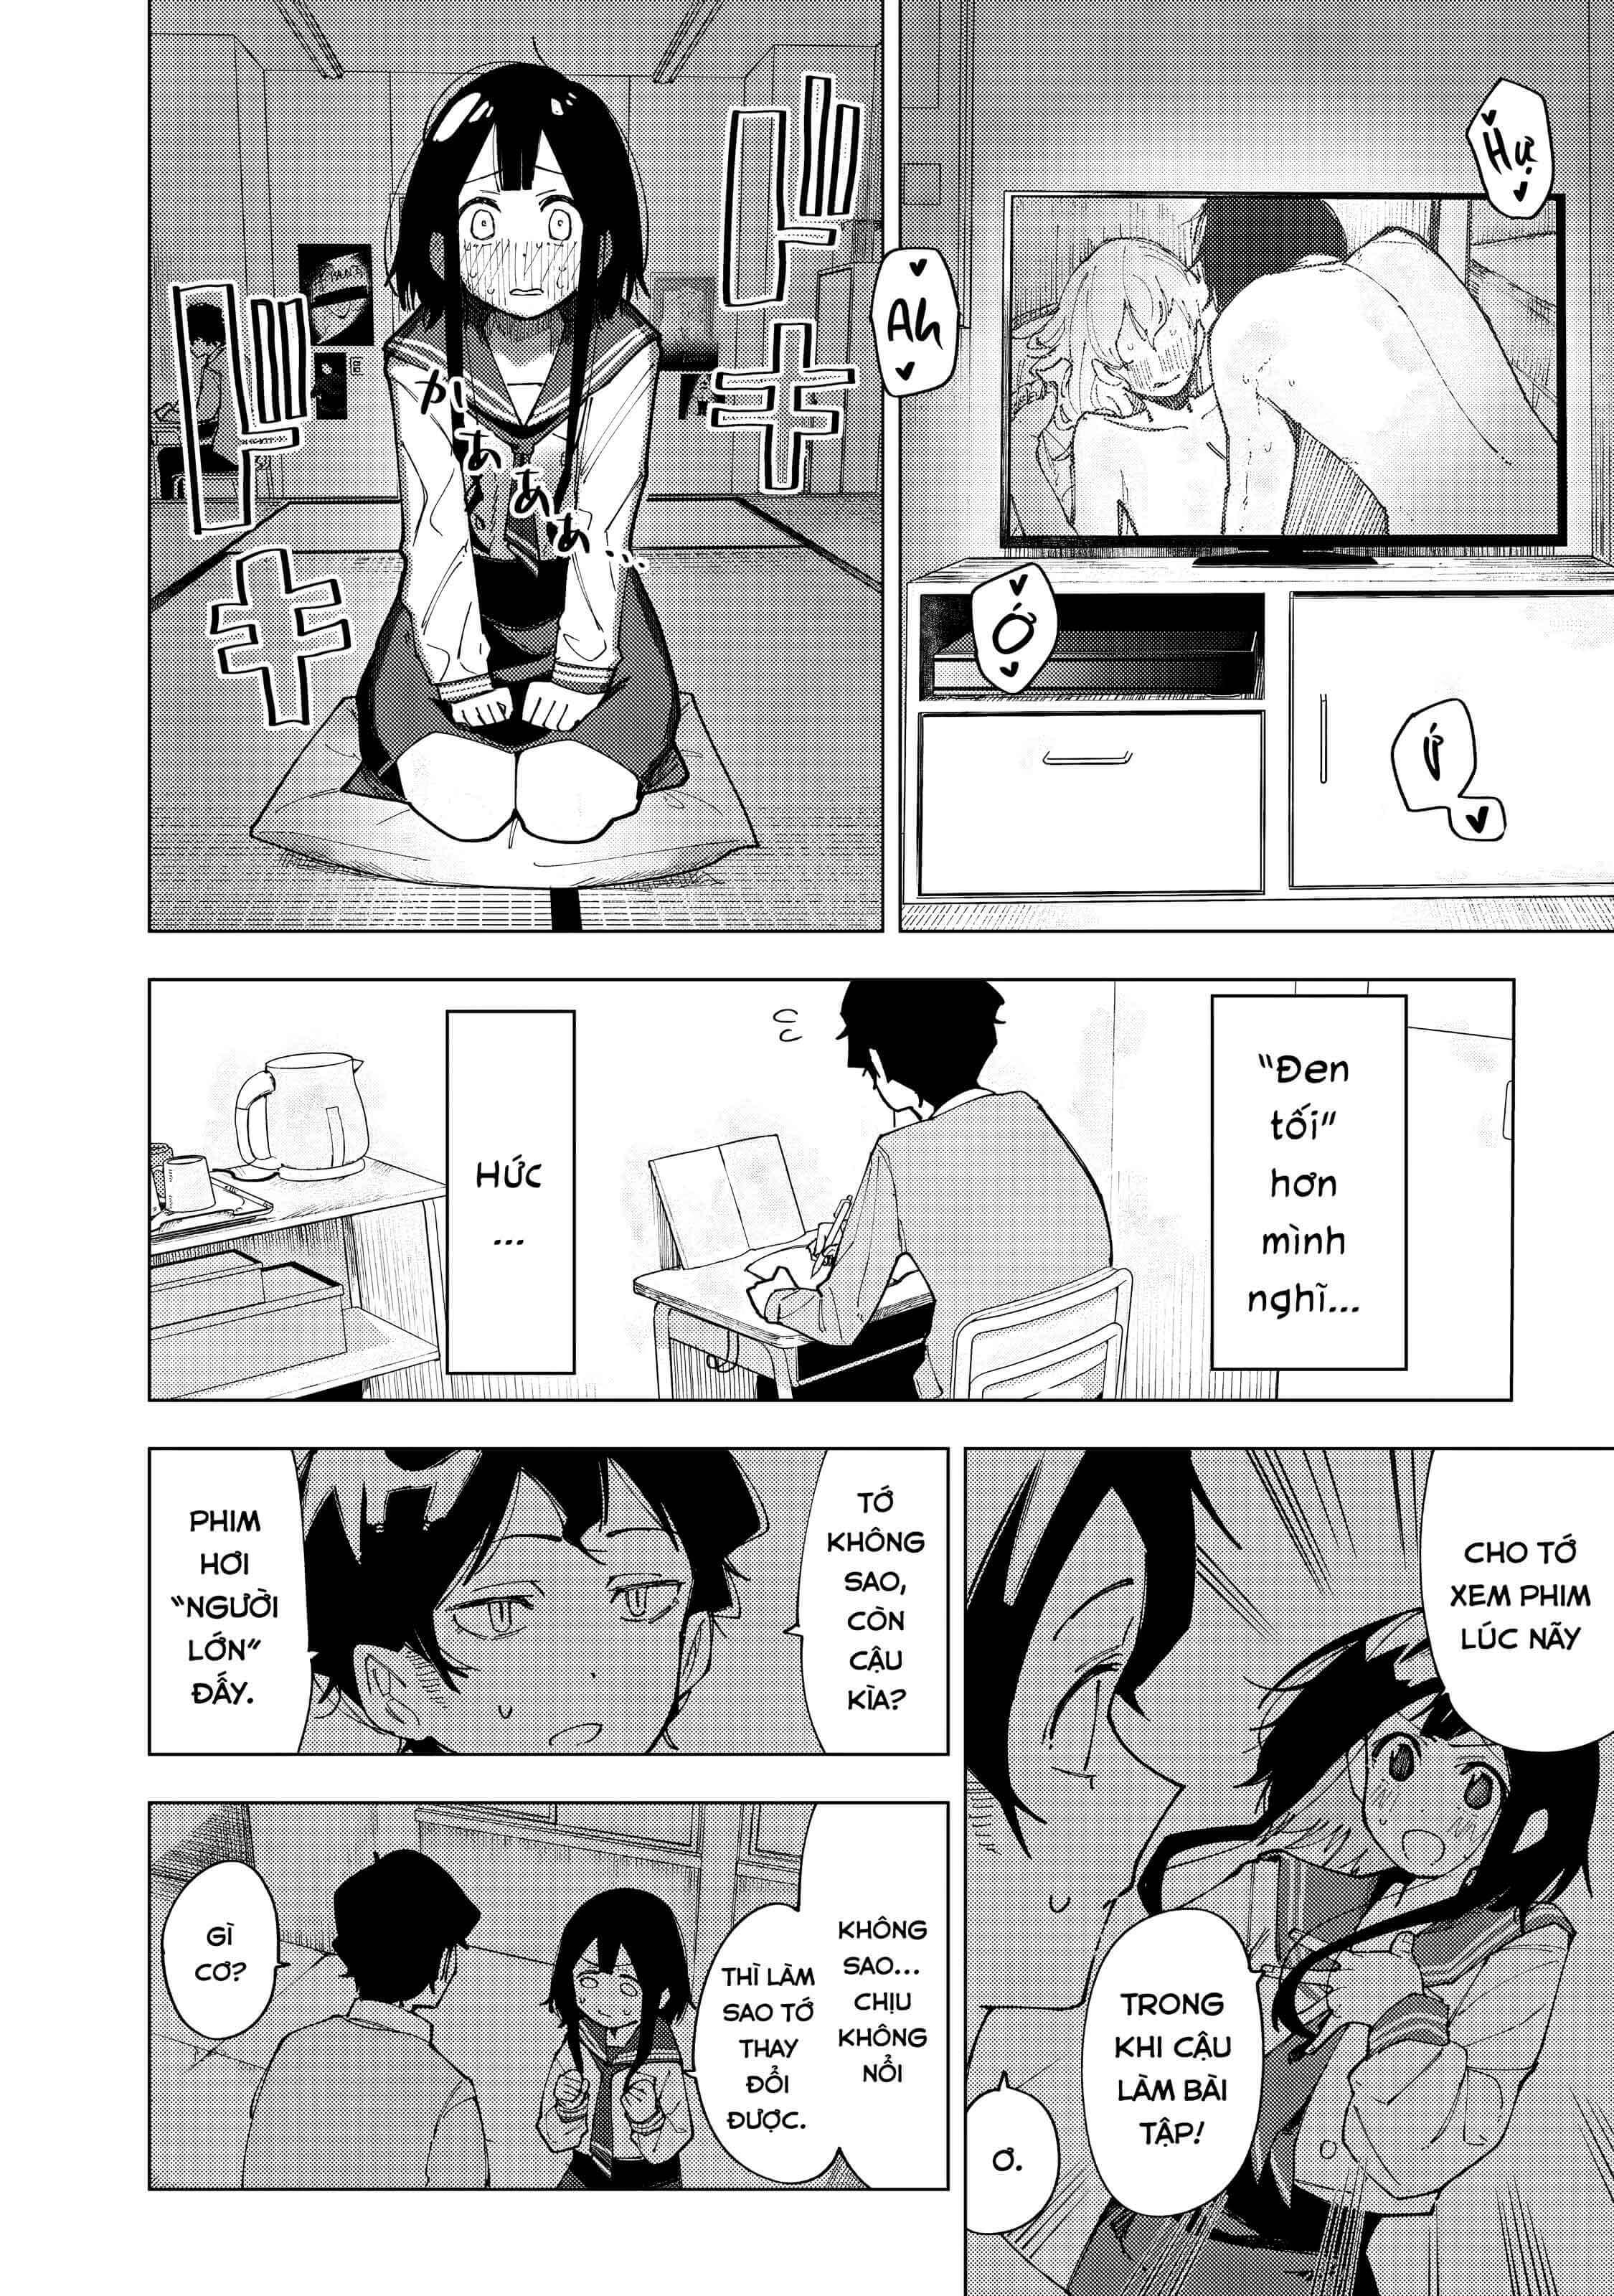 Hự
Ah
Ớ
Ứ
ドキ
ドキ
かぁぁぁ...
"Đen
tối"
hơn
mình
nghĩ...
Hức
...
CHO TỚ
XEM PHIM
LÚC NÃY
TRONG
KHI CẬU
LÀM BÀI
TẬP!
Ơ.
TỚ
KHÔNG
SAO,
CÒN
CẬU
KÌA?
PHIM
HƠI
"NGƯỜI
LỚN"
ĐẤY.
KHÔNG
SAO...
CHỊU
KHÔNG
NỔI
THÌ LÀM
SAO TỚ
THAY
ĐỔI
ĐƯỢC.
GÌ
CƠ?